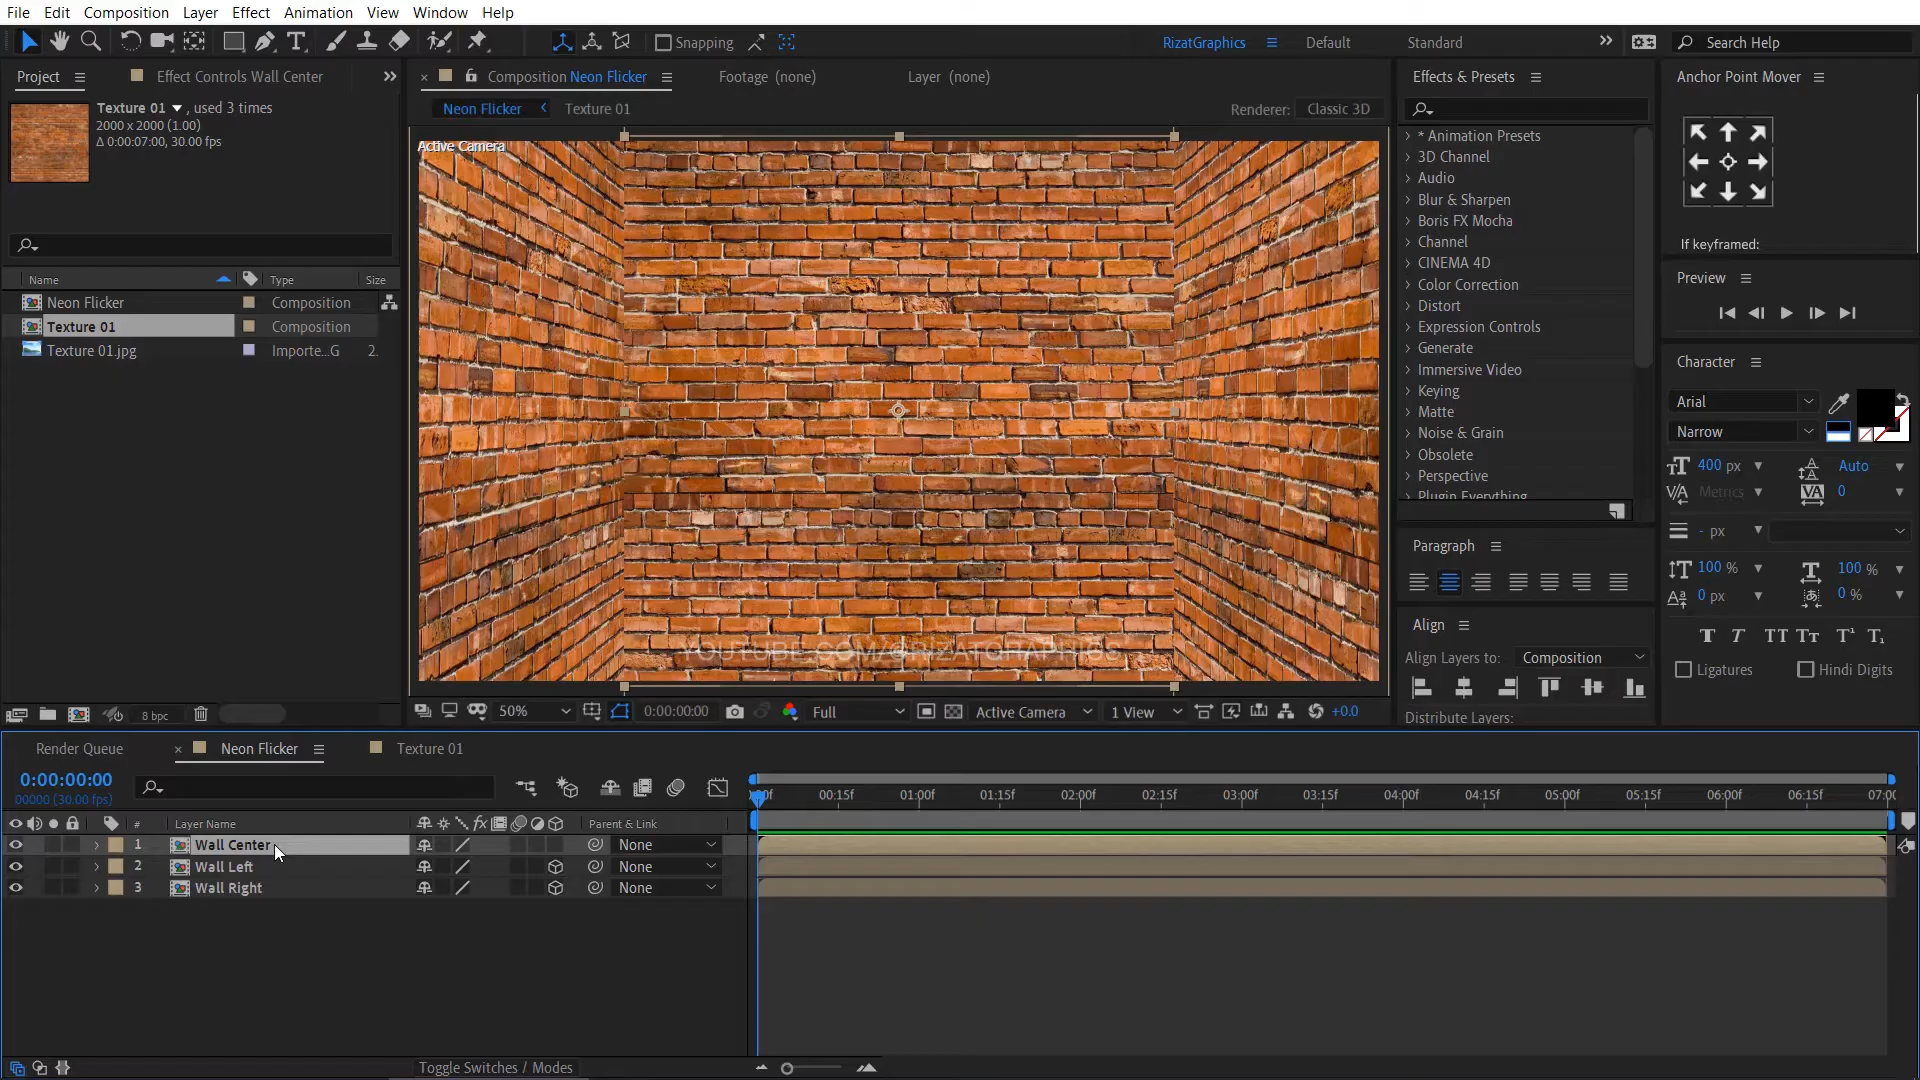 File Edit Composition Layer Effect Animation View Window Help
Snapping
RizatGraphics Default Standard Search Help
Project Effect Controls Wall Center
Texture 01 , used 3 times
2000 x 2000 (1.00)
Δ 0:00:07:00, 30.00 fps
Name Type Size
Neon Flicker Composition
Texture 01 Composition
Texture 01.jpg Importe...G 2.
8 bpc
Composition Neon Flicker Footage (none) Layer (none)
Neon Flicker Texture 01 Renderer: Classic 3D
Active Camera
YOUTUBE.COM/@RIZATGRAPHICS
50% 0:00:00:00 Full Active Camera 1 View +0.0
Effects & Presets
* Animation Presets
3D Channel
Audio
Blur & Sharpen
Boris FX Mocha
Channel
CINEMA 4D
Color Correction
Distort
Expression Controls
Generate
Immersive Video
Keying
Matte
Noise & Grain
Obsolete
Perspective
Plugin Everything
Paragraph
Align
Align Layers to: Composition
Distribute Layers:
Anchor Point Mover
If keyframed:
Preview
Character
Arial
Narrow
400 px Auto
Metrics 0
- px
100 % 100 %
0 px 0 %
Ligatures Hindi Digits
Render Queue Neon Flicker Texture 01
0:00:00:00
00000 (30.00 fps)
00:15f 01:00f 01:15f 02:00f 02:15f 03:00f 03:15f 04:00f 04:15f 05:00f 05:15f 06:00f 06:15f
# Layer Name Parent & Link
1 Wall Center None
2 Wall Left None
3 Wall Right None
Toggle Switches / Modes